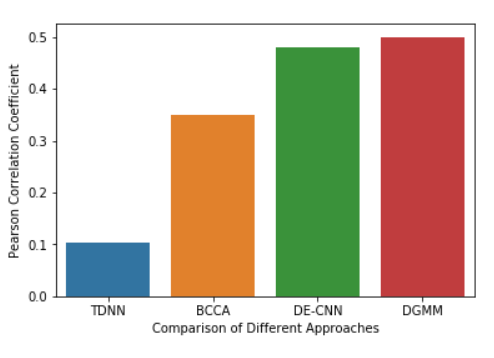 0.5
0.4
0.3
0.2
0.1
0.0
Pearson Correlation Coefficient
TDNN BCCA DE-CNN DGMM
Comparison of Different Approaches